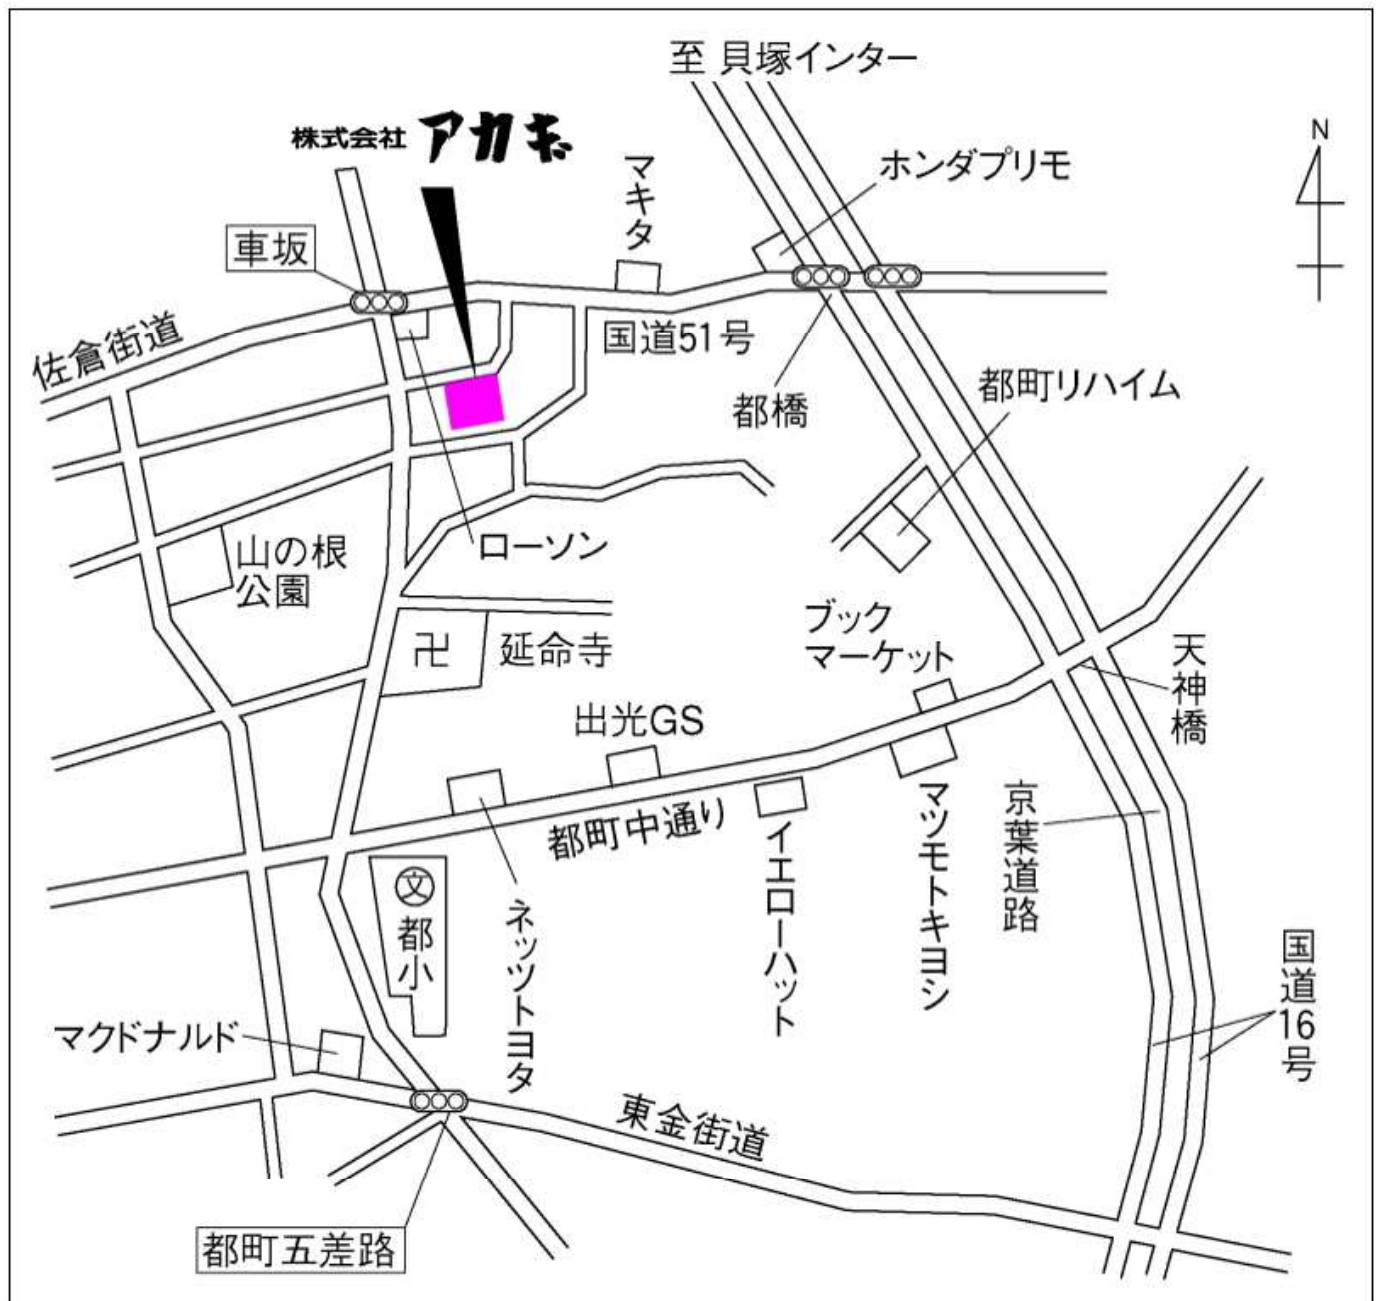 至 貝塚インター
N
株式会社 アカギ
ホンダプリモ
マキタ
車坂
佐倉街道
国道51号
都橋
都町リハイム
ローソン
山の根
公園
卍 延命寺
ブック
マーケット
天神橋
出光GS
都町中通り
イエローハット
マツモトキヨシ
京葉道路
文
都小
ネッツトヨタ
国道16号
マクドナルド
東金街道
都町五差路